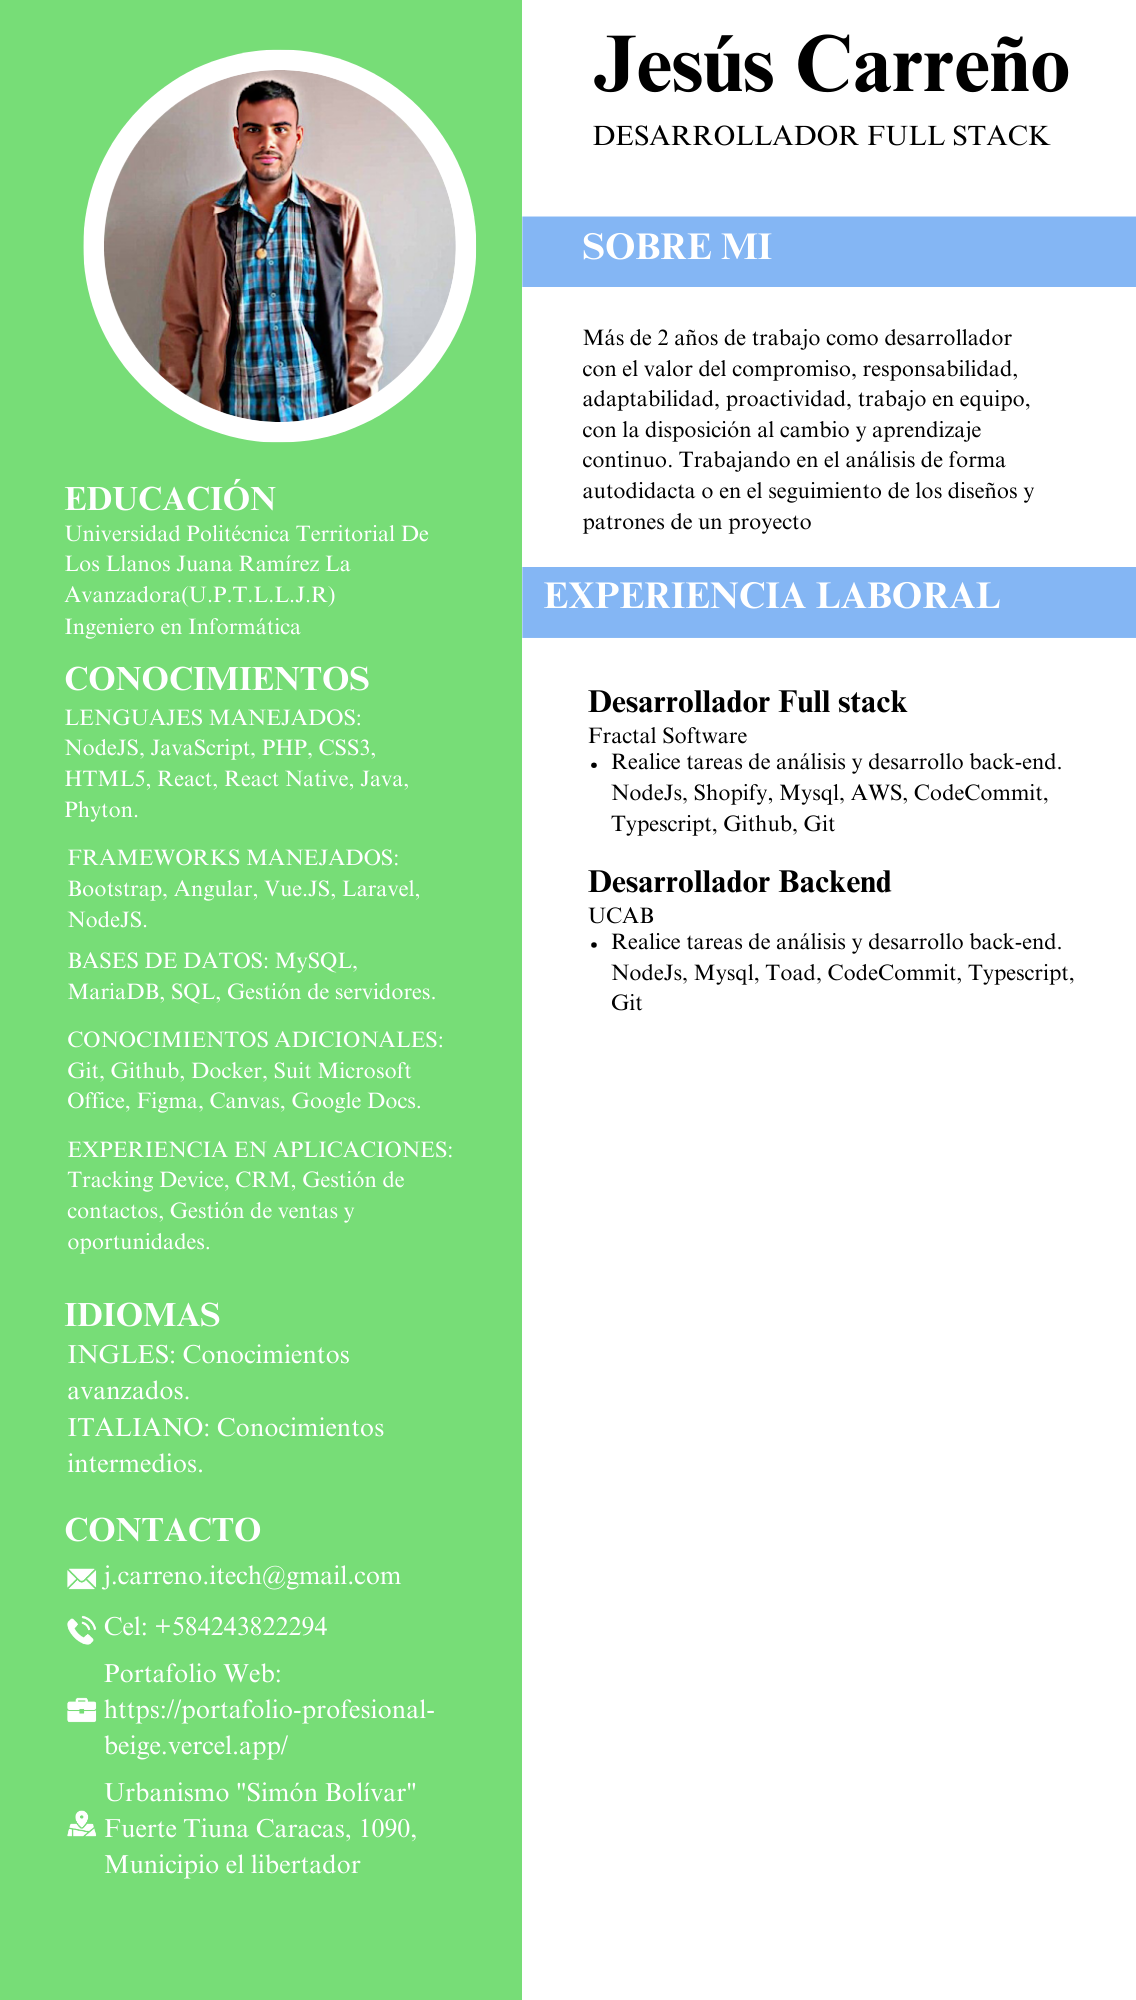 Jesús Carreño
DESARROLLADOR FULL STACK
SOBRE MI
Más de 2 años de trabajo como desarrollador
con el valor del compromiso, responsabilidad,
adaptabilidad, proactividad, trabajo en equipo,
con la disposición al cambio y aprendizaje
continuo. Trabajando en el análisis de forma
autodidacta o en el seguimiento de los diseños y
patrones de un proyecto
EXPERIENCIA LABORAL
Desarrollador Full stack
Fractal Software
• Realice tareas de análisis y desarrollo back-end.
NodeJs, Shopify, Mysql, AWS, CodeCommit,
Typescript, Github, Git
Desarrollador Backend
UCAB
• Realice tareas de análisis y desarrollo back-end.
NodeJs, Mysql, Toad, CodeCommit, Typescript,
Git
EDUCACIÓN
Universidad Politécnica Territorial De
Los Llanos Juana Ramírez La
Avanzadora(U.P.T.L.L.J.R)
Ingeniero en Informática
CONOCIMIENTOS
LENGUAJES MANEJADOS:
NodeJS, JavaScript, PHP, CSS3,
HTML5, React, React Native, Java,
Phyton.
FRAMEWORKS MANEJADOS:
Bootstrap, Angular, Vue.JS, Laravel,
NodeJS.
BASES DE DATOS: MySQL,
MariaDB, SQL, Gestión de servidores.
CONOCIMIENTOS ADICIONALES:
Git, Github, Docker, Suit Microsoft
Office, Figma, Canvas, Google Docs.
EXPERIENCIA EN APLICACIONES:
Tracking Device, CRM, Gestión de
contactos, Gestión de ventas y
oportunidades.
IDIOMAS
INGLES: Conocimientos
avanzados.
ITALIANO: Conocimientos
intermedios.
CONTACTO
j.carreno.itech@gmail.com
Cel: +584243822294
Portafolio Web:
https://portafolio-profesional-
beige.vercel.app/
Urbanismo "Simón Bolívar"
Fuerte Tiuna Caracas, 1090,
Municipio el libertador